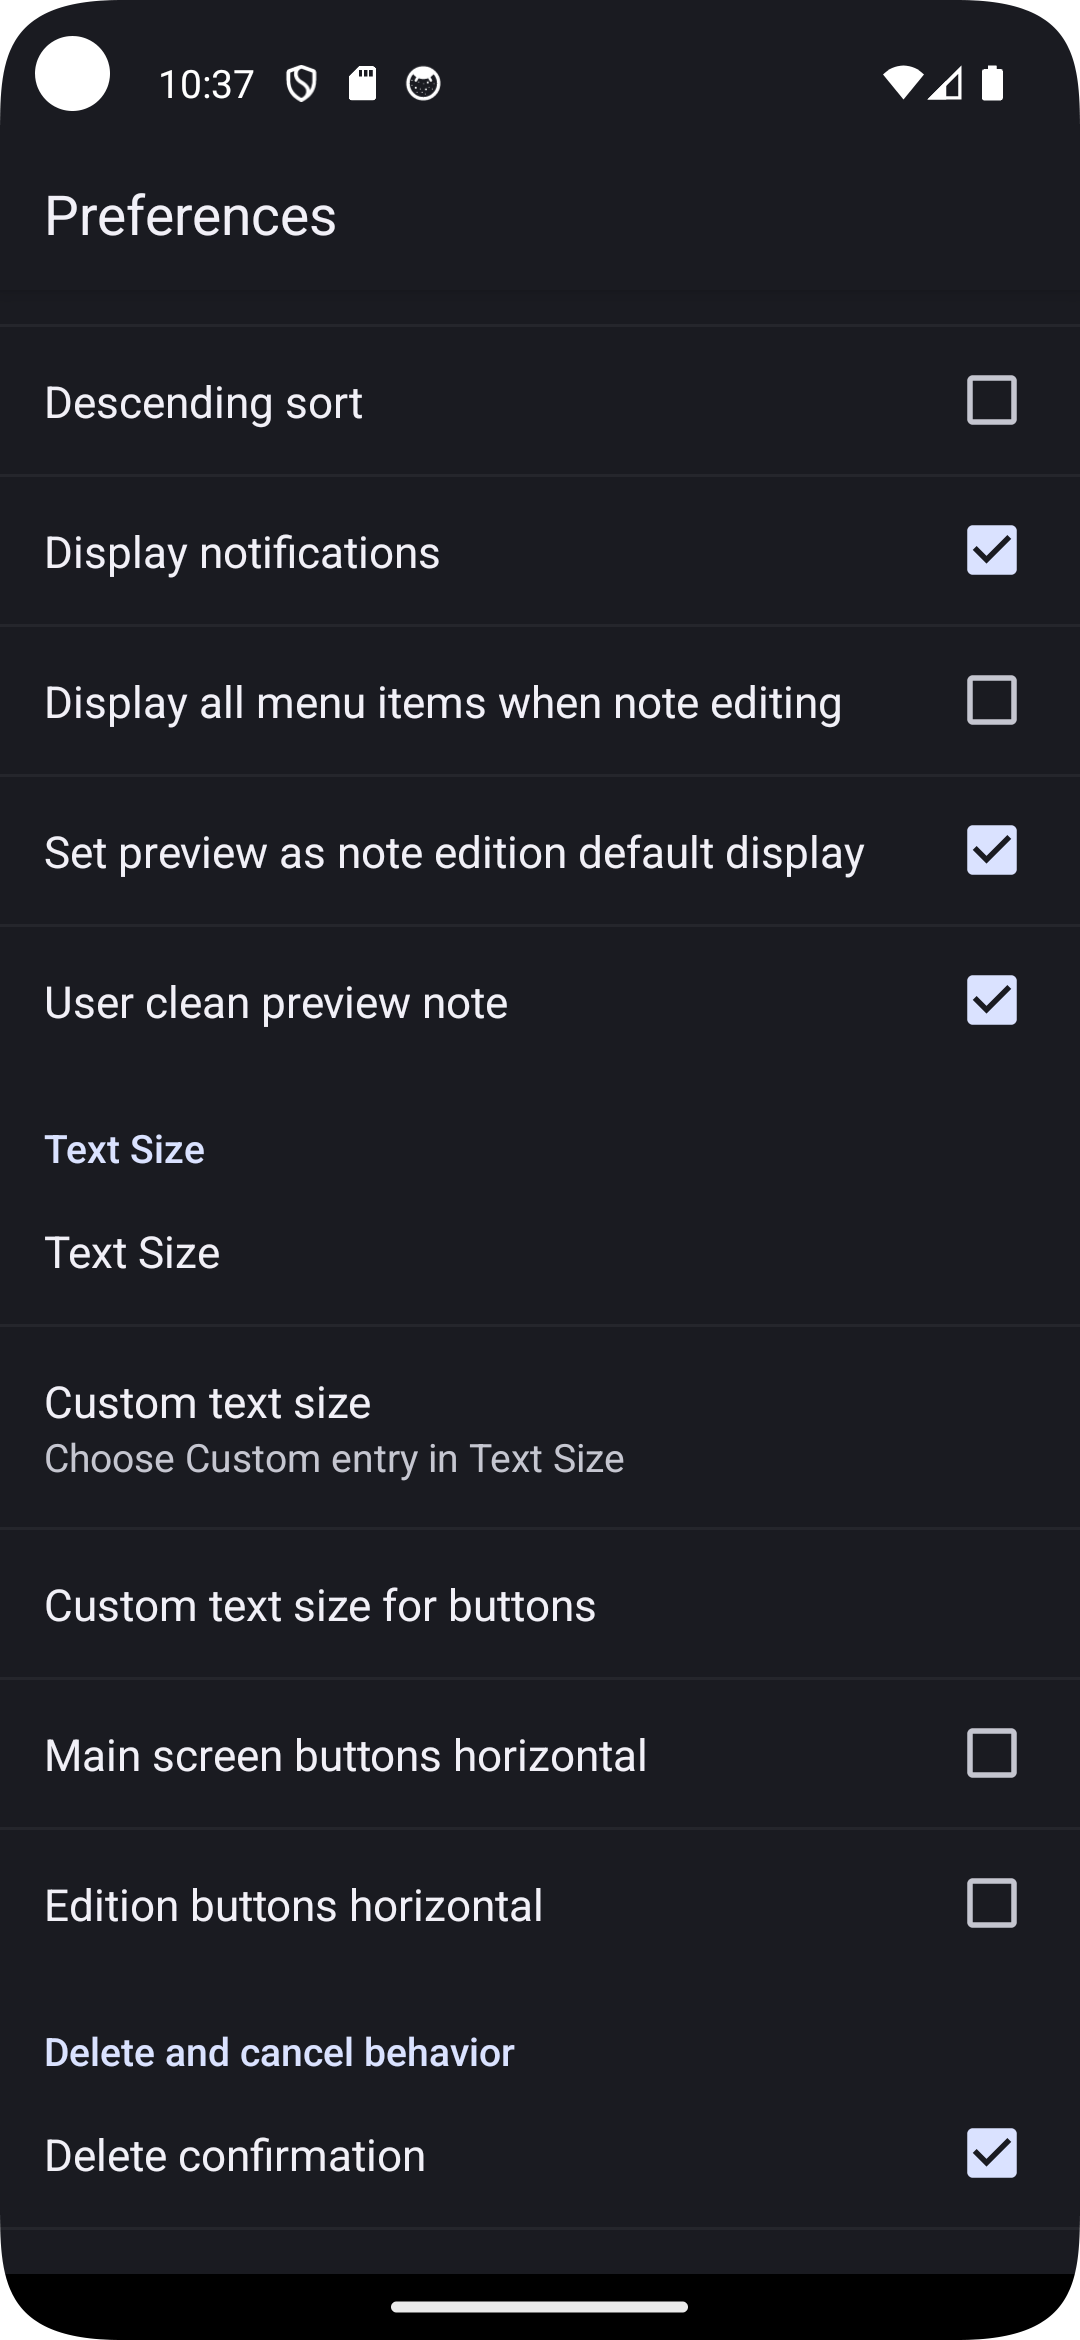 10:37
Preferences
Descending sort
Display notifications
Display all menu items when note editing
Set preview as note edition default display
User clean preview note
Text Size
Text Size
Custom text size
Choose Custom entry in Text Size
Custom text size for buttons
Main screen buttons horizontal
Edition buttons horizontal
Delete and cancel behavior
Delete confirmation